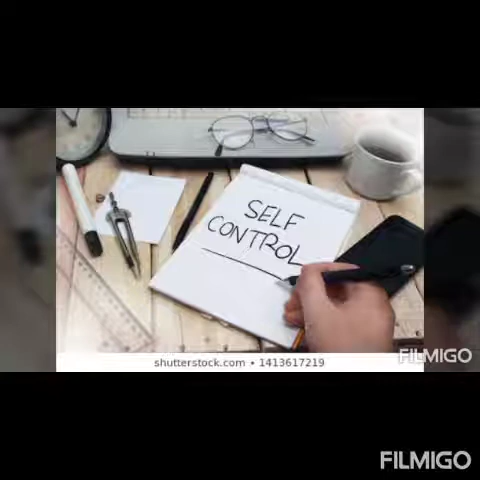 SELF
CONTROL
shutterstock.com • 1413617219
FILMIGO
FILMIGO